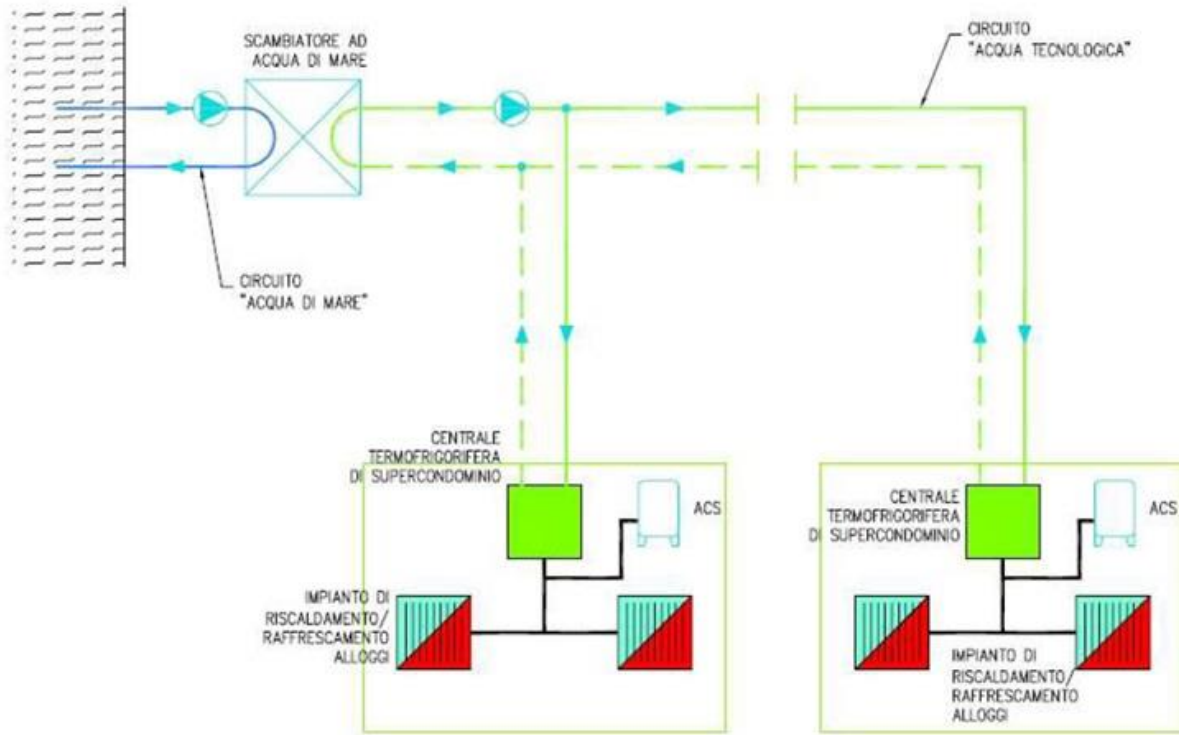 SCAMBIATORE AD
ACQUA DI MARE
CIRCUITO
"ACQUA TECNOLOGICA"
CIRCUITO
"ACQUA DI MARE"
CENTRALE
TERMOFRIGORIFERA
DI SUPERCONDOMINIO
ACS
IMPIANTO DI
RISCALDAMENTO/
RAFFRESCAMENTO
ALLOGGI
CENTRALE
TERMOFRIGORIFERA
DI SUPERCONDOMINIO
ACS
IMPIANTO DI
RISCALDAMENTO/
RAFFRESCAMENTO
ALLOGGI